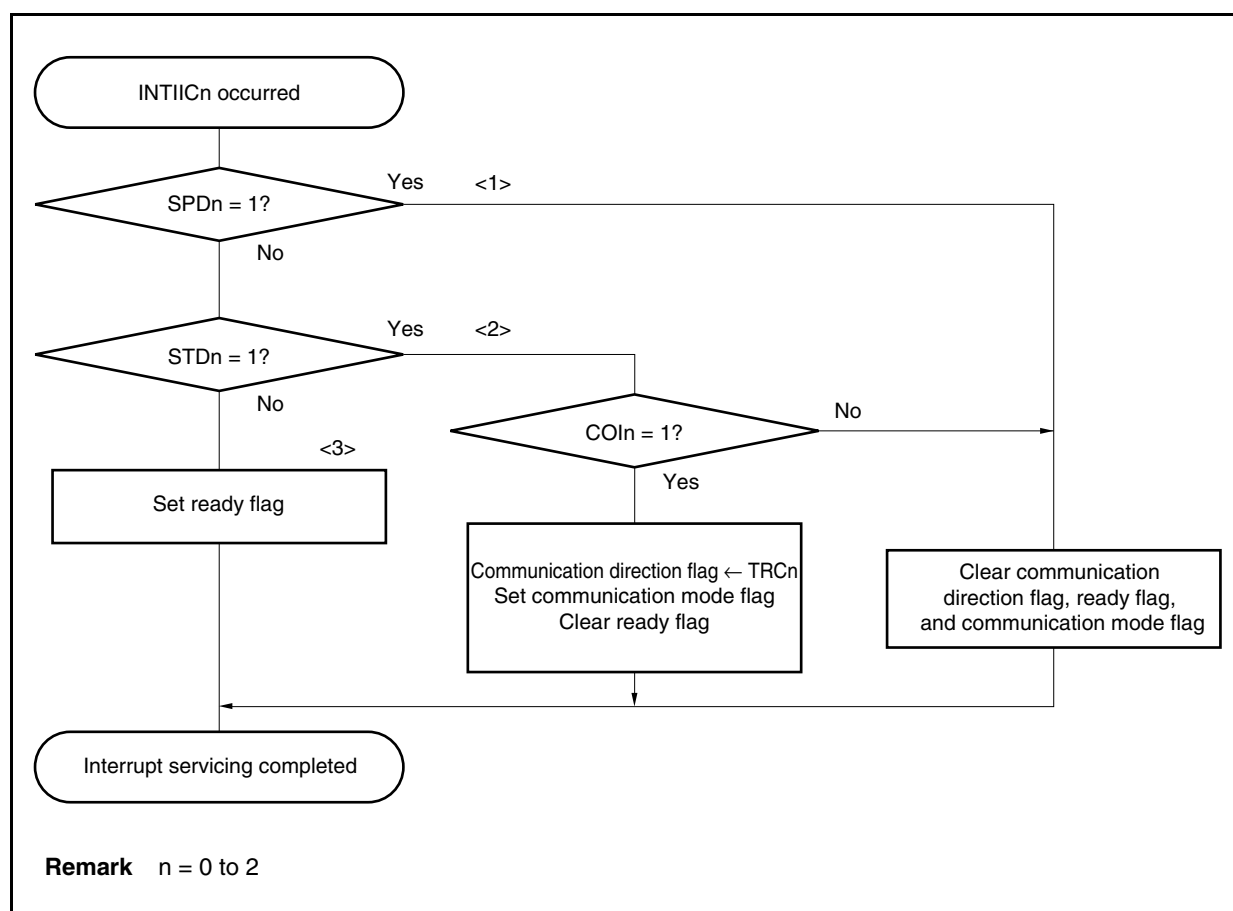 INTIICn occurred
SPDn = 1?
Yes
<1>
No
STDn = 1?
Yes
<2>
No
COIn = 1?
No
Yes
<3>
Set ready flag
Communication direction flag ← TRCn
Set communication mode flag
Clear ready flag
Clear communication
direction flag, ready flag,
and communication mode flag
Interrupt servicing completed
Remark n = 0 to 2